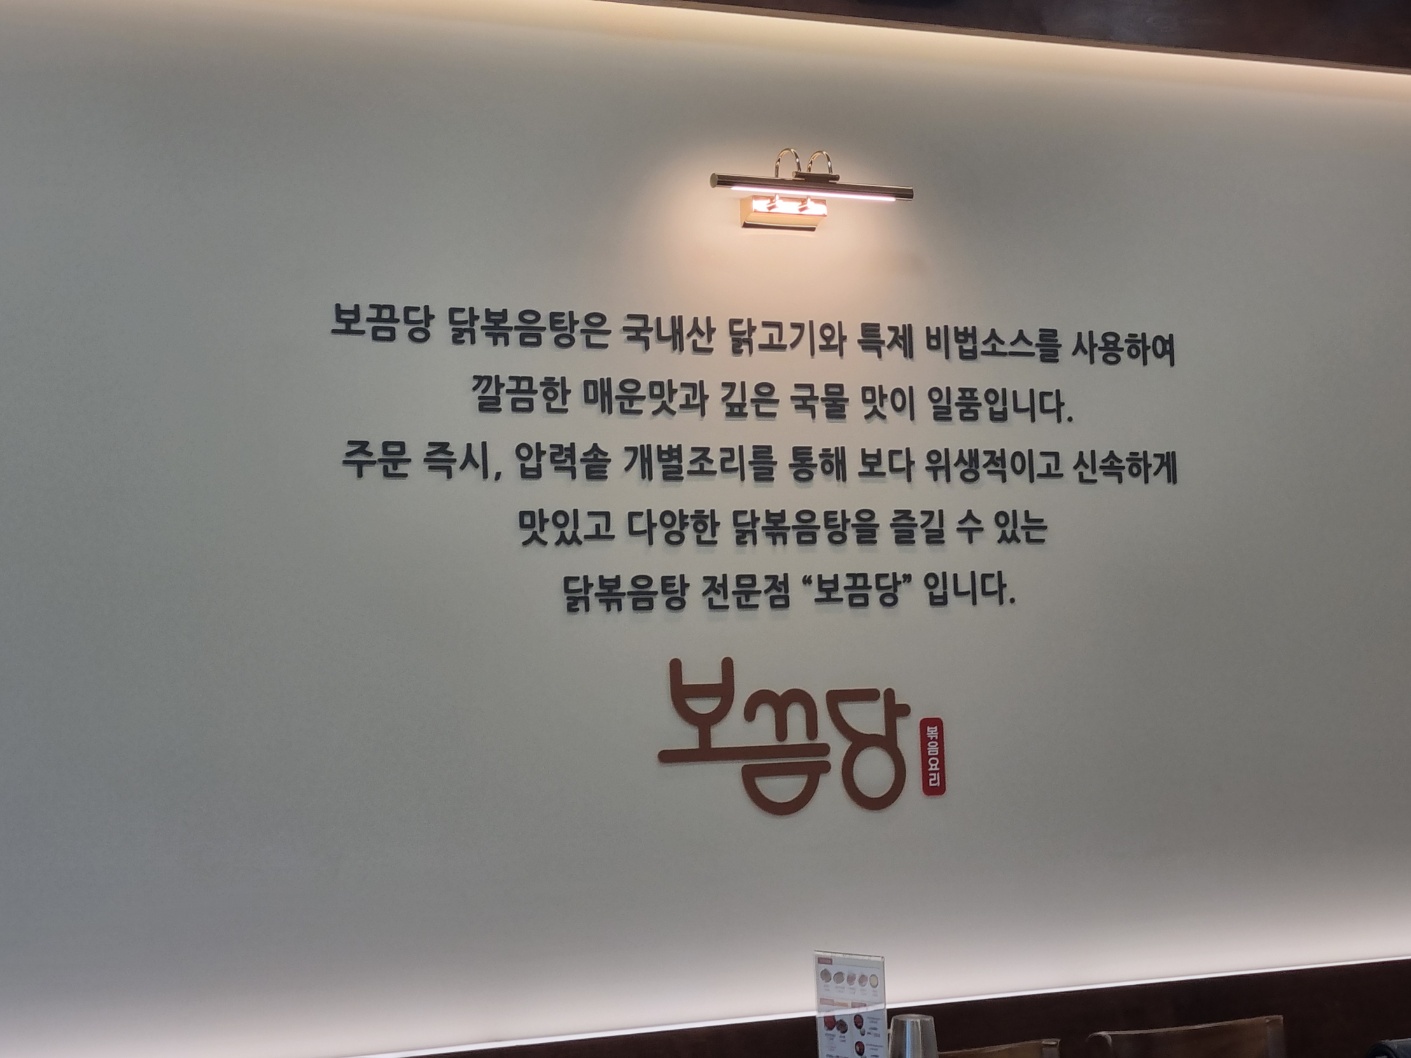 보끔당 닭볶음탕은 국내산 닭고기와 특제 비법소스를 사용하여
깔끔한 매운맛과 깊은 국물 맛이 일품입니다.
주문 즉시, 압력솥 개별조리를 통해 보다 위생적이고 신속하게
맛있고 다양한 닭볶음탕을 즐길 수 있는
닭볶음탕 전문점 “보끔당” 입니다.
보끔당
볶음요리